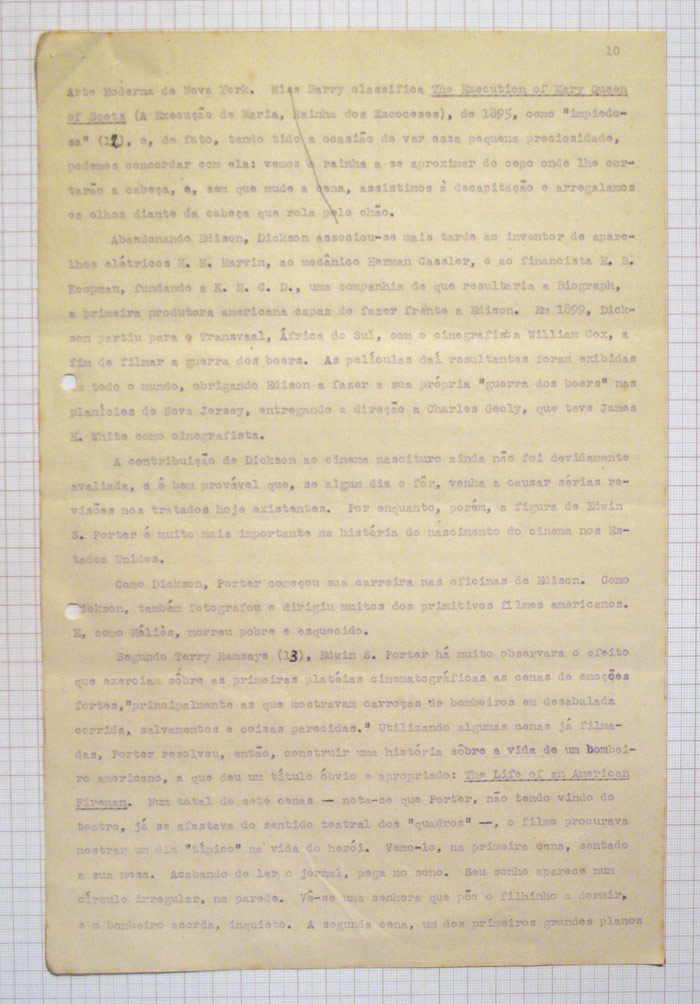 10
Arte Moderna de Nova York. Miss Barry classifica The Execution of Mary Queen
of Scots (A Execução de Maria, Rainha dos Escoceses), de 1895, como "impiedo-
sa" (12), e, de fato, tendo tido a ocasião de ver essa pequena preciosidade,
podemos concordar com ela: vemos a rainha a se aproximar do cepo onde lhe cor-
tarão a cabeça, e, sem que mude a cena, assistimos à decapitação e arregalamos
os olhos diante da cabeça que rola pelo chão.
Abandonando Edison, Dickson associou-se mais tarde ao inventor de apare-
lhos elétricos H. N. Marvin, ao mecânico Herman Cassler, e ao financista E. B.
Koopman, fundando a K. M. C. D., uma companhia de que resultaria a Biograph,
a primeira produtora americana capaz de fazer frente a Edison. Em 1899, Dick-
son partiu para o Transvaal, África do Sul, com o cinegrafista William Cox, a
fim de filmar a guerra dos boers. As películas daí resultantes foram exibidas
em todo o mundo, obrigando Edison a fazer a sua própria "guerra dos boers" nas
planícies de Nova Jersey, entregando a direção a Charles Geoly, que teve James
H. White como cinegrafista.
A contribuição de Dickson ao cinema nascituro ainda não foi devidamente
avaliada, e é bem provável que, se algum dia o fôr, venha a causar sérias re-
visões nos tratados hoje existentes. Por enquanto, porém, a figura de Edwin
S. Porter é muito mais importante na história do nascimento do cinema nos Es-
tados Unidos.
Como Dickson, Porter começou sua carreira nas oficinas de Edison. Como
Dickson, também fotografou e dirigiu muitos dos primitivos filmes americanos.
E, como Méliès, morreu pobre e esquecido.
Segundo Terry Ramsaye (13), Edwin S. Porter há muito observara o efeito
que exerciam sôbre as primeiras platéias cinematográficas as cenas de emoções
fortes,"principalmente as que mostravam carroças de bombeiros em desabalada
corrida, salvamentos e coisas parecidas." Utilizando algumas cenas já filma-
das, Porter resolveu, então, construir uma história sôbre a vida de um bombei-
ro americano, a que deu um título óbvio e apropriado: The Life of an American
Fireman. Num total de sete cenas — note-se que Porter, não tendo vindo do
teatro, já se afastava do sentido teatral dos "quadros" —, o filme procurava
mostrar um dia "típico" na vida do herói. Vemo-lo, na primeira cena, sentado
a sua mesa. Acabando de ler o jornal, pega no sono. Seu sonho aparece num
círculo irregular, na parede. Vê-se uma senhora que põe o filhinho a dormir,
e o bombeiro acorda, inquieto. A segunda cena, um dos primeiros grandes planos